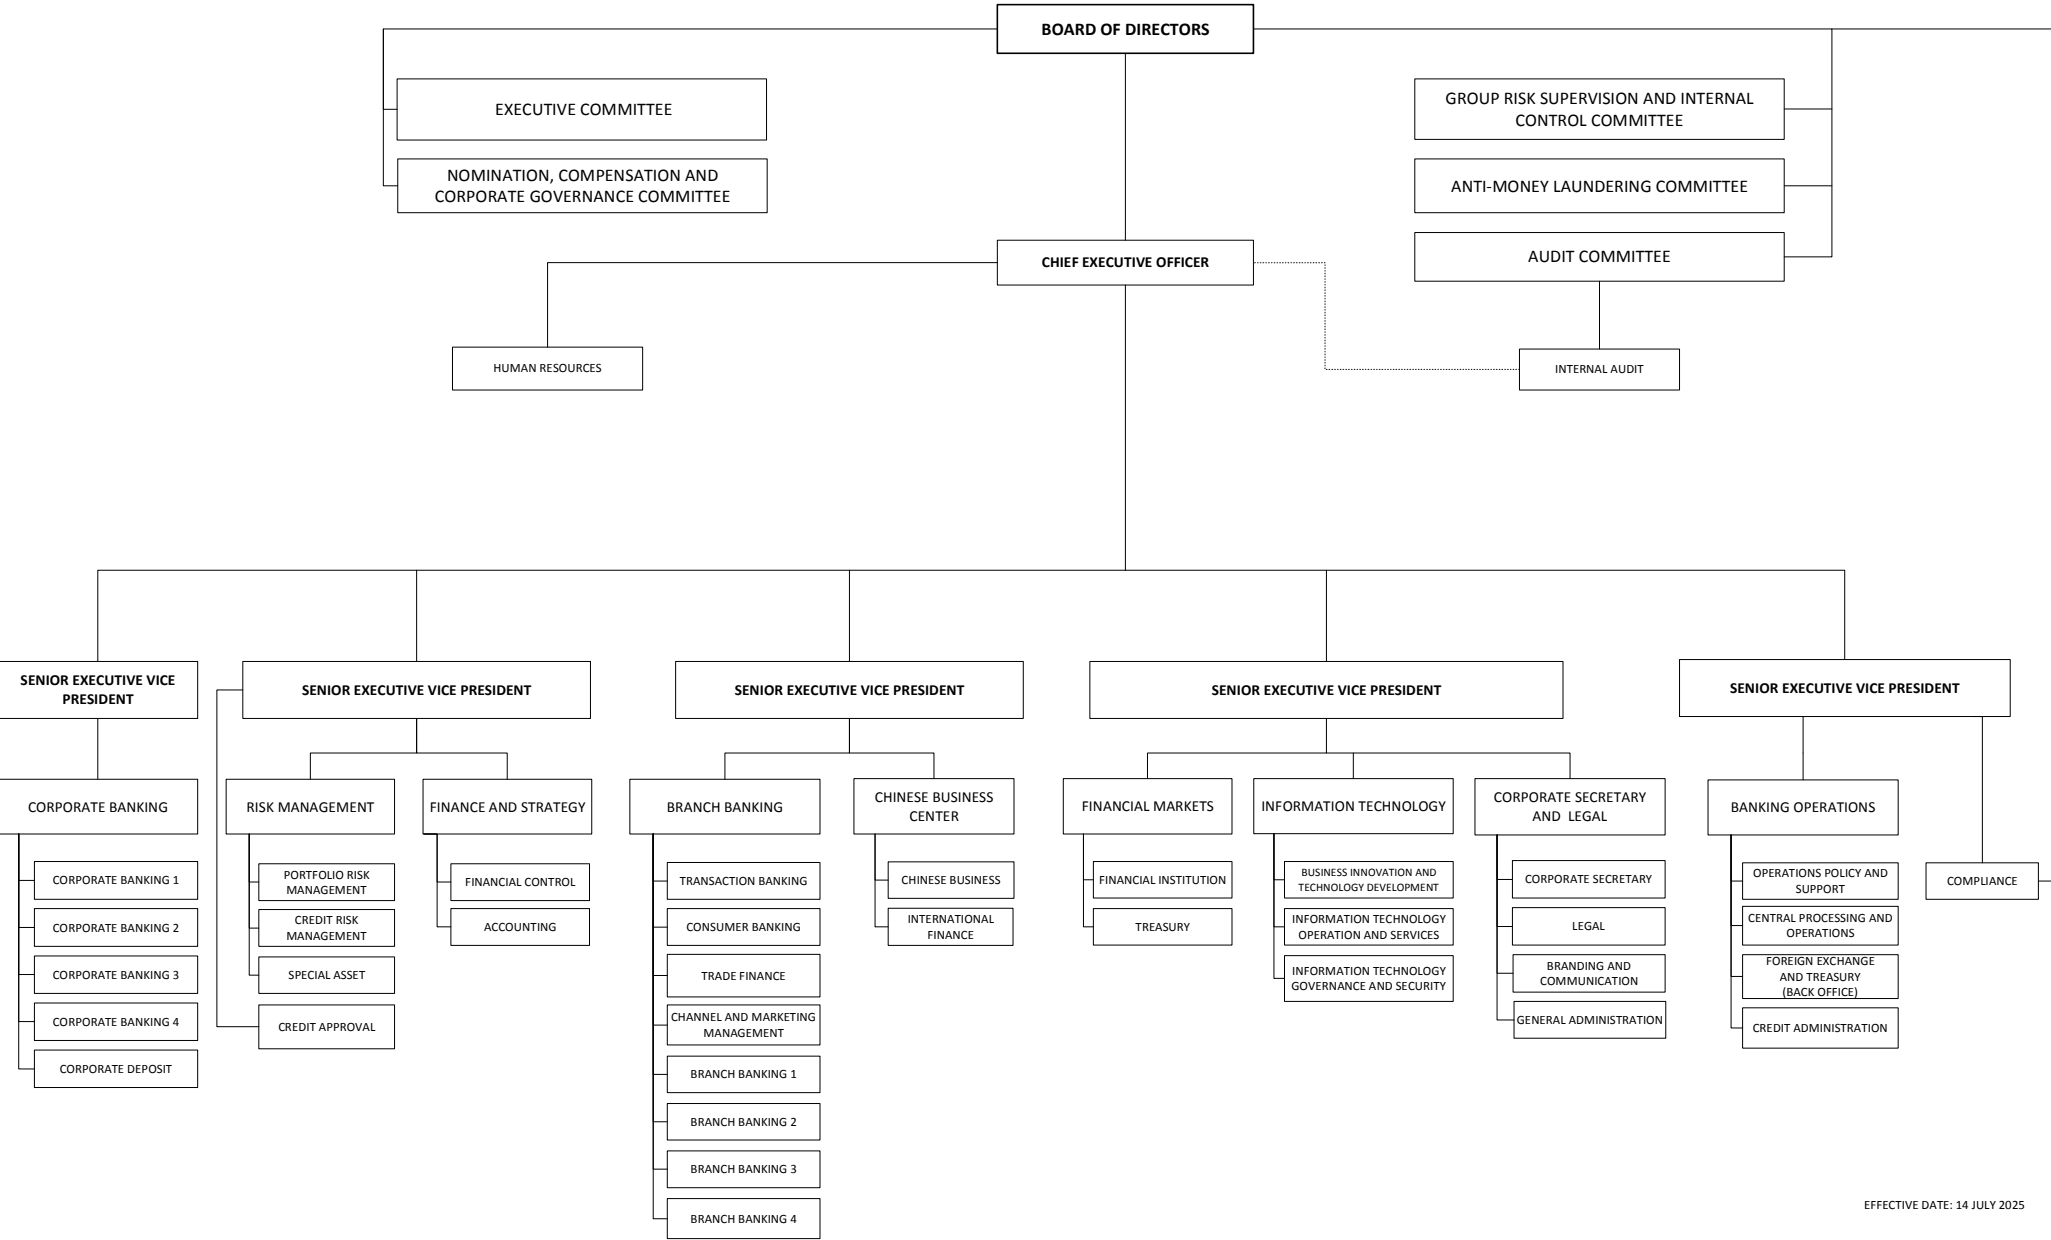 BOARD OF DIRECTORS
EXECUTIVE COMMITTEE
NOMINATION, COMPENSATION AND
CORPORATE GOVERNANCE COMMITTEE
GROUP RISK SUPERVISION AND INTERNAL
CONTROL COMMITTEE
ANTI-MONEY LAUNDERING COMMITTEE
AUDIT COMMITTEE
CHIEF EXECUTIVE OFFICER
HUMAN RESOURCES
INTERNAL AUDIT
SENIOR EXECUTIVE VICE
PRESIDENT
SENIOR EXECUTIVE VICE PRESIDENT
SENIOR EXECUTIVE VICE PRESIDENT
SENIOR EXECUTIVE VICE PRESIDENT
SENIOR EXECUTIVE VICE PRESIDENT
CORPORATE BANKING
CORPORATE BANKING 1
CORPORATE BANKING 2
CORPORATE BANKING 3
CORPORATE BANKING 4
CORPORATE DEPOSIT
RISK MANAGEMENT
PORTFOLIO RISK
MANAGEMENT
CREDIT RISK
MANAGEMENT
SPECIAL ASSET
CREDIT APPROVAL
FINANCE AND STRATEGY
FINANCIAL CONTROL
ACCOUNTING
BRANCH BANKING
TRANSACTION BANKING
CONSUMER BANKING
TRADE FINANCE
CHANNEL AND MARKETING
MANAGEMENT
BRANCH BANKING 1
BRANCH BANKING 2
BRANCH BANKING 3
BRANCH BANKING 4
CHINESE BUSINESS
CENTER
CHINESE BUSINESS
INTERNATIONAL
FINANCE
FINANCIAL MARKETS
FINANCIAL INSTITUTION
TREASURY
INFORMATION TECHNOLOGY
BUSINESS INNOVATION AND
TECHNOLOGY DEVELOPMENT
INFORMATION TECHNOLOGY
OPERATION AND SERVICES
INFORMATION TECHNOLOGY
GOVERNANCE AND SECURITY
CORPORATE SECRETARY
AND LEGAL
CORPORATE SECRETARY
LEGAL
BRANDING AND
COMMUNICATION
GENERAL ADMINISTRATION
BANKING OPERATIONS
OPERATIONS POLICY AND
SUPPORT
CENTRAL PROCESSING AND
OPERATIONS
FOREIGN EXCHANGE
AND TREASURY
(BACK OFFICE)
CREDIT ADMINISTRATION
COMPLIANCE
EFFECTIVE DATE: 14 JULY 2025